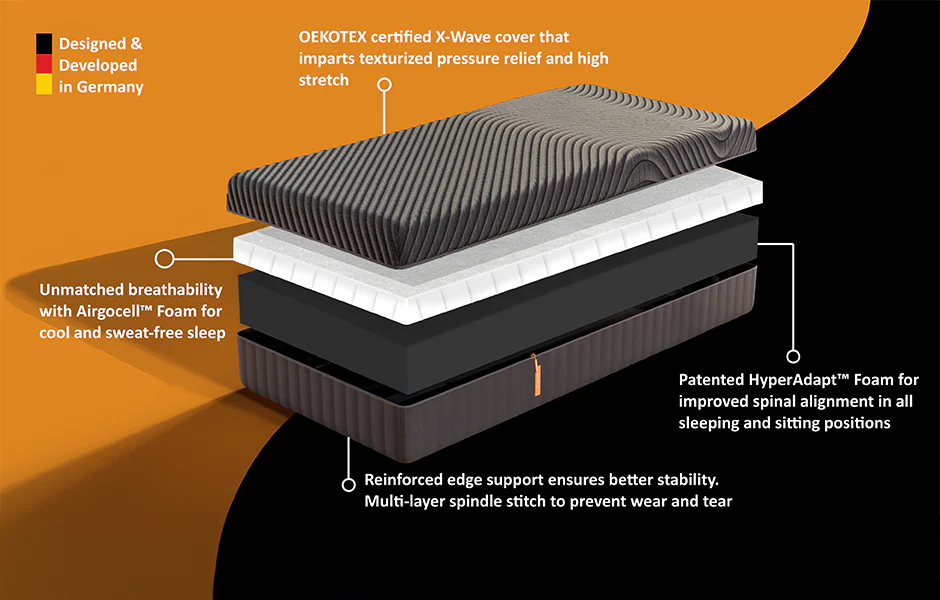 Designed &
Developed
in Germany
OEKOTEX certified X-Wave cover that
imparts texturized pressure relief and high
stretch
Unmatched breathability
with Airgocell™ Foam for
cool and sweat-free sleep
Patented HyperAdapt™ Foam for
improved spinal alignment in all
sleeping and sitting positions
Reinforced edge support ensures better stability.
Multi-layer spindle stitch to prevent wear and tear